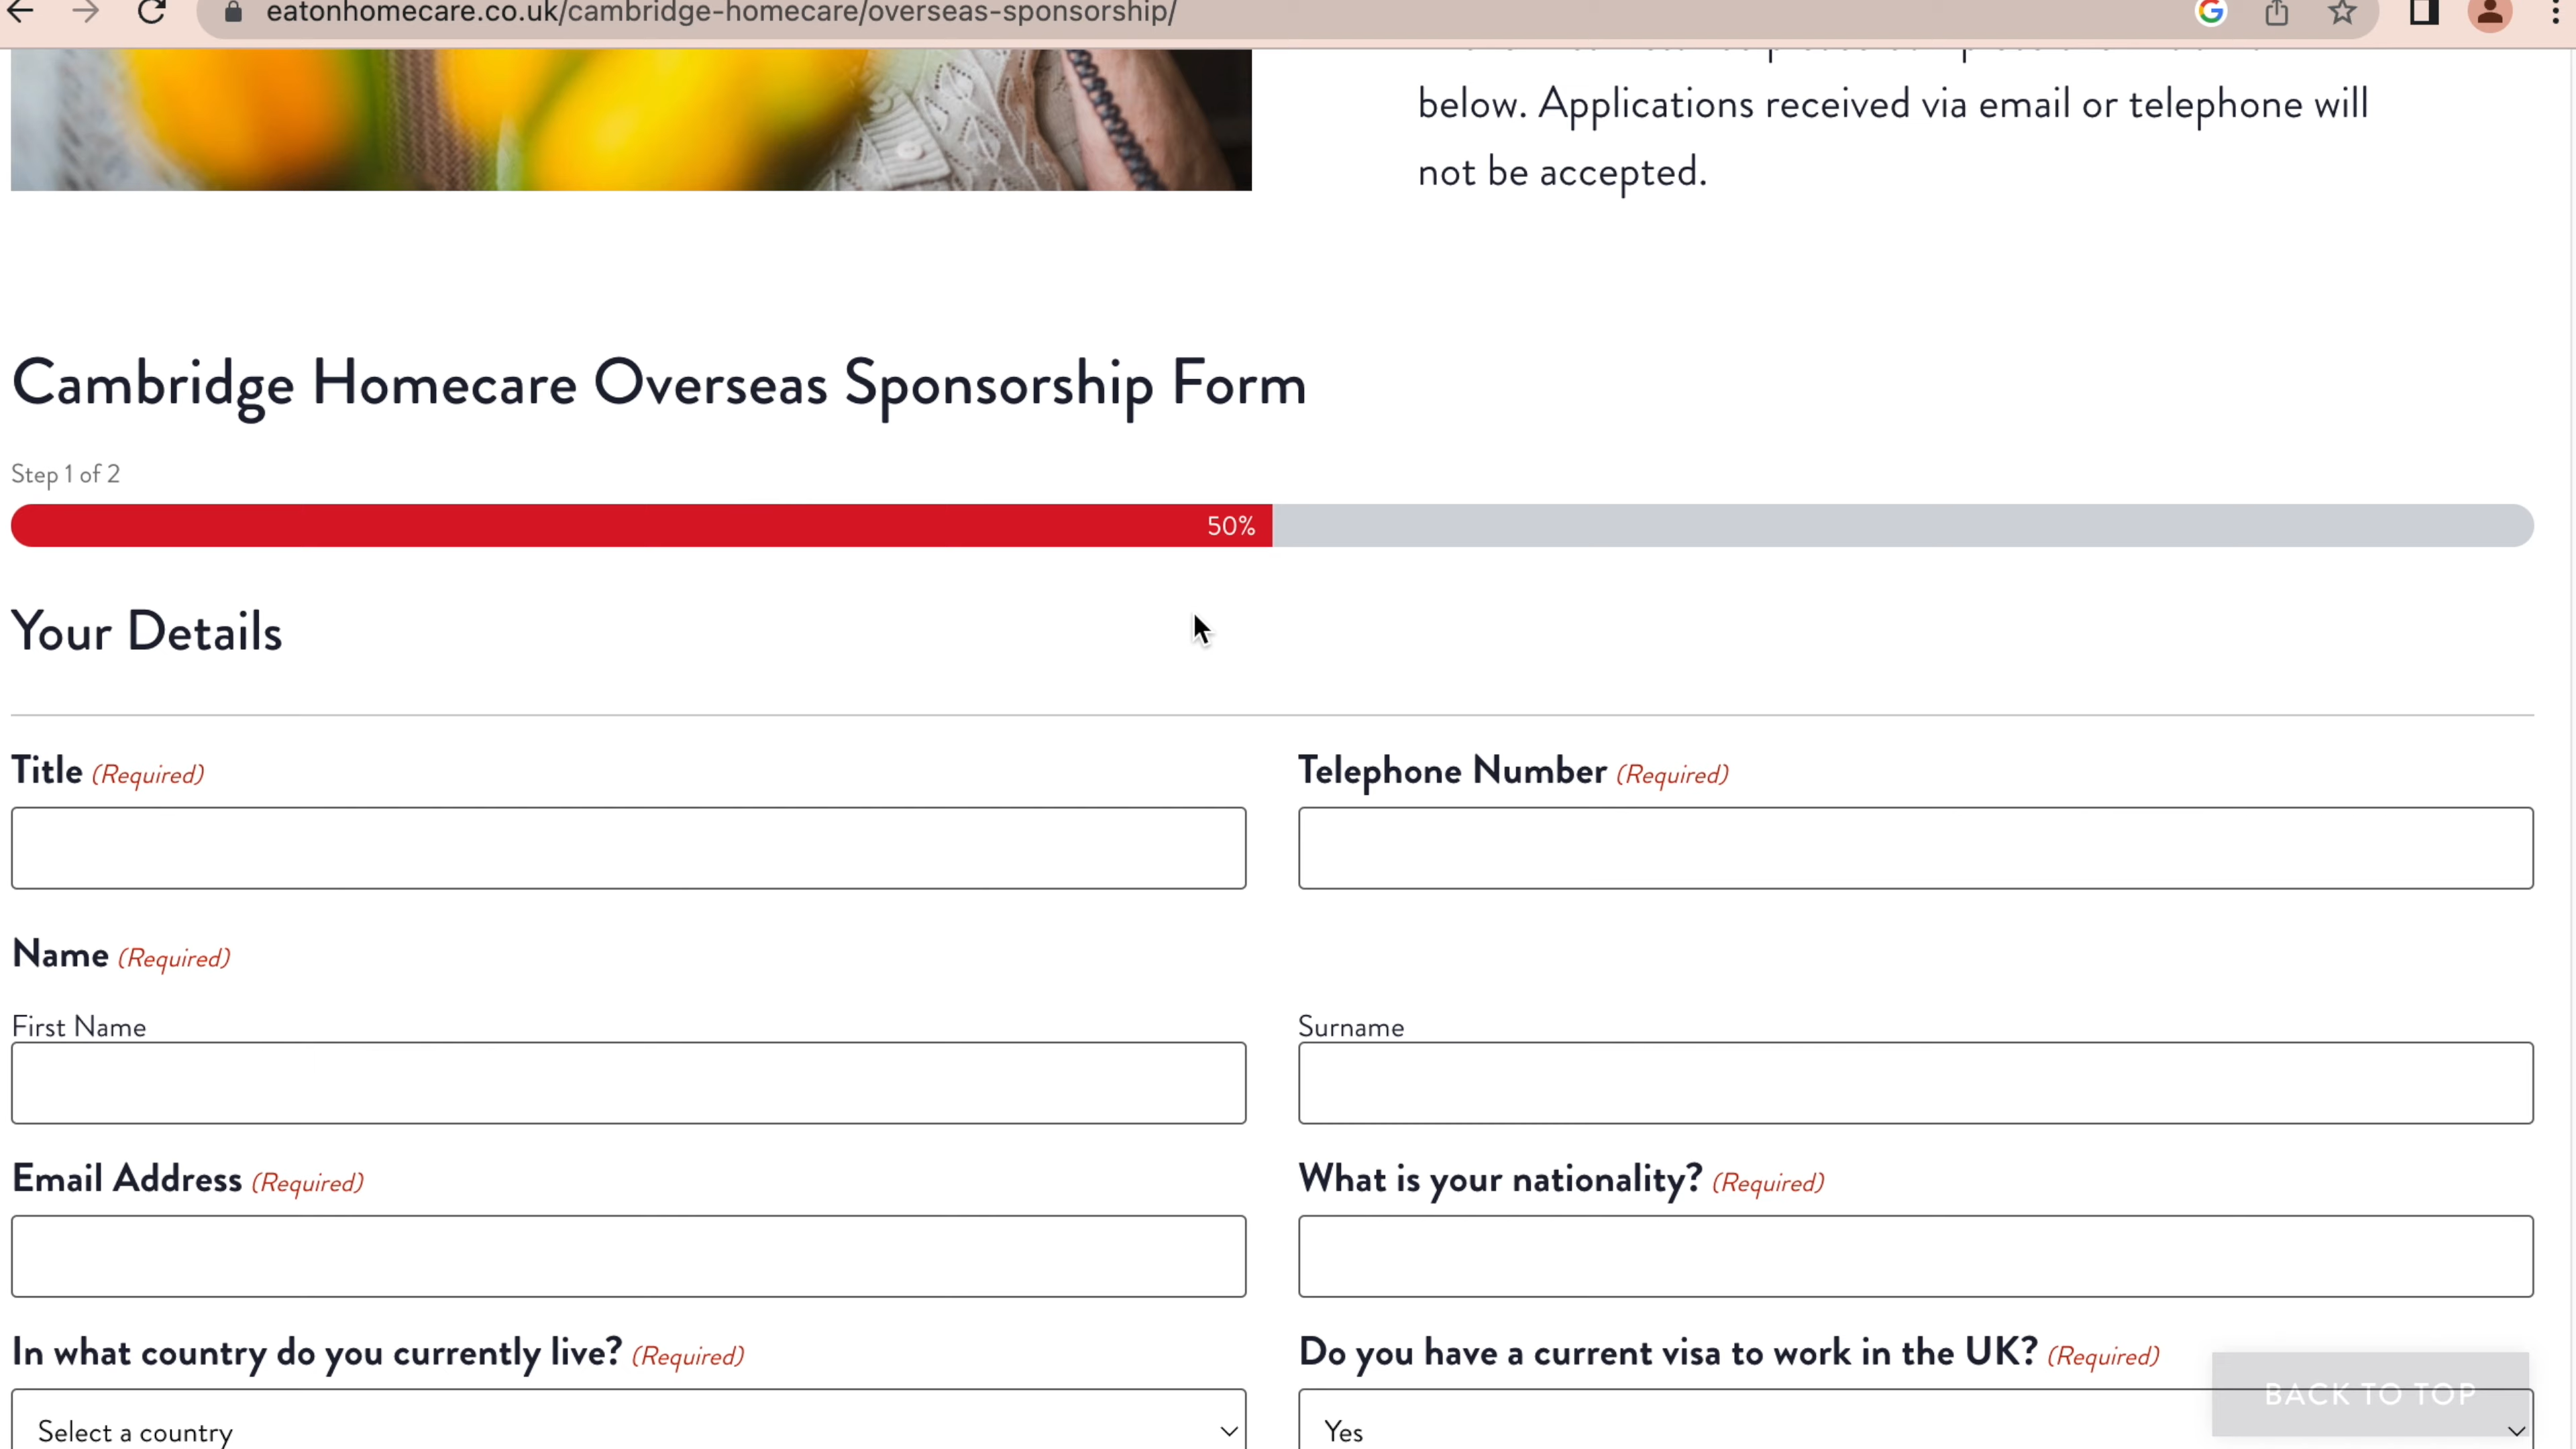 eatonhomecare.co.uk/cambridge-homecare/overseas-sponsorship/
below. Applications received via email or telephone will
not be accepted.
Cambridge Homecare Overseas Sponsorship Form
Step 1 of 2
50%
Your Details
Title (Required)
Telephone Number (Required)
Name (Required)
First Name
Surname
Email Address (Required)
What is your nationality? (Required)
In what country do you currently live? (Required)
Do you have a current visa to work in the UK? (Required)
BACK TO TOP
Select a country
Yes